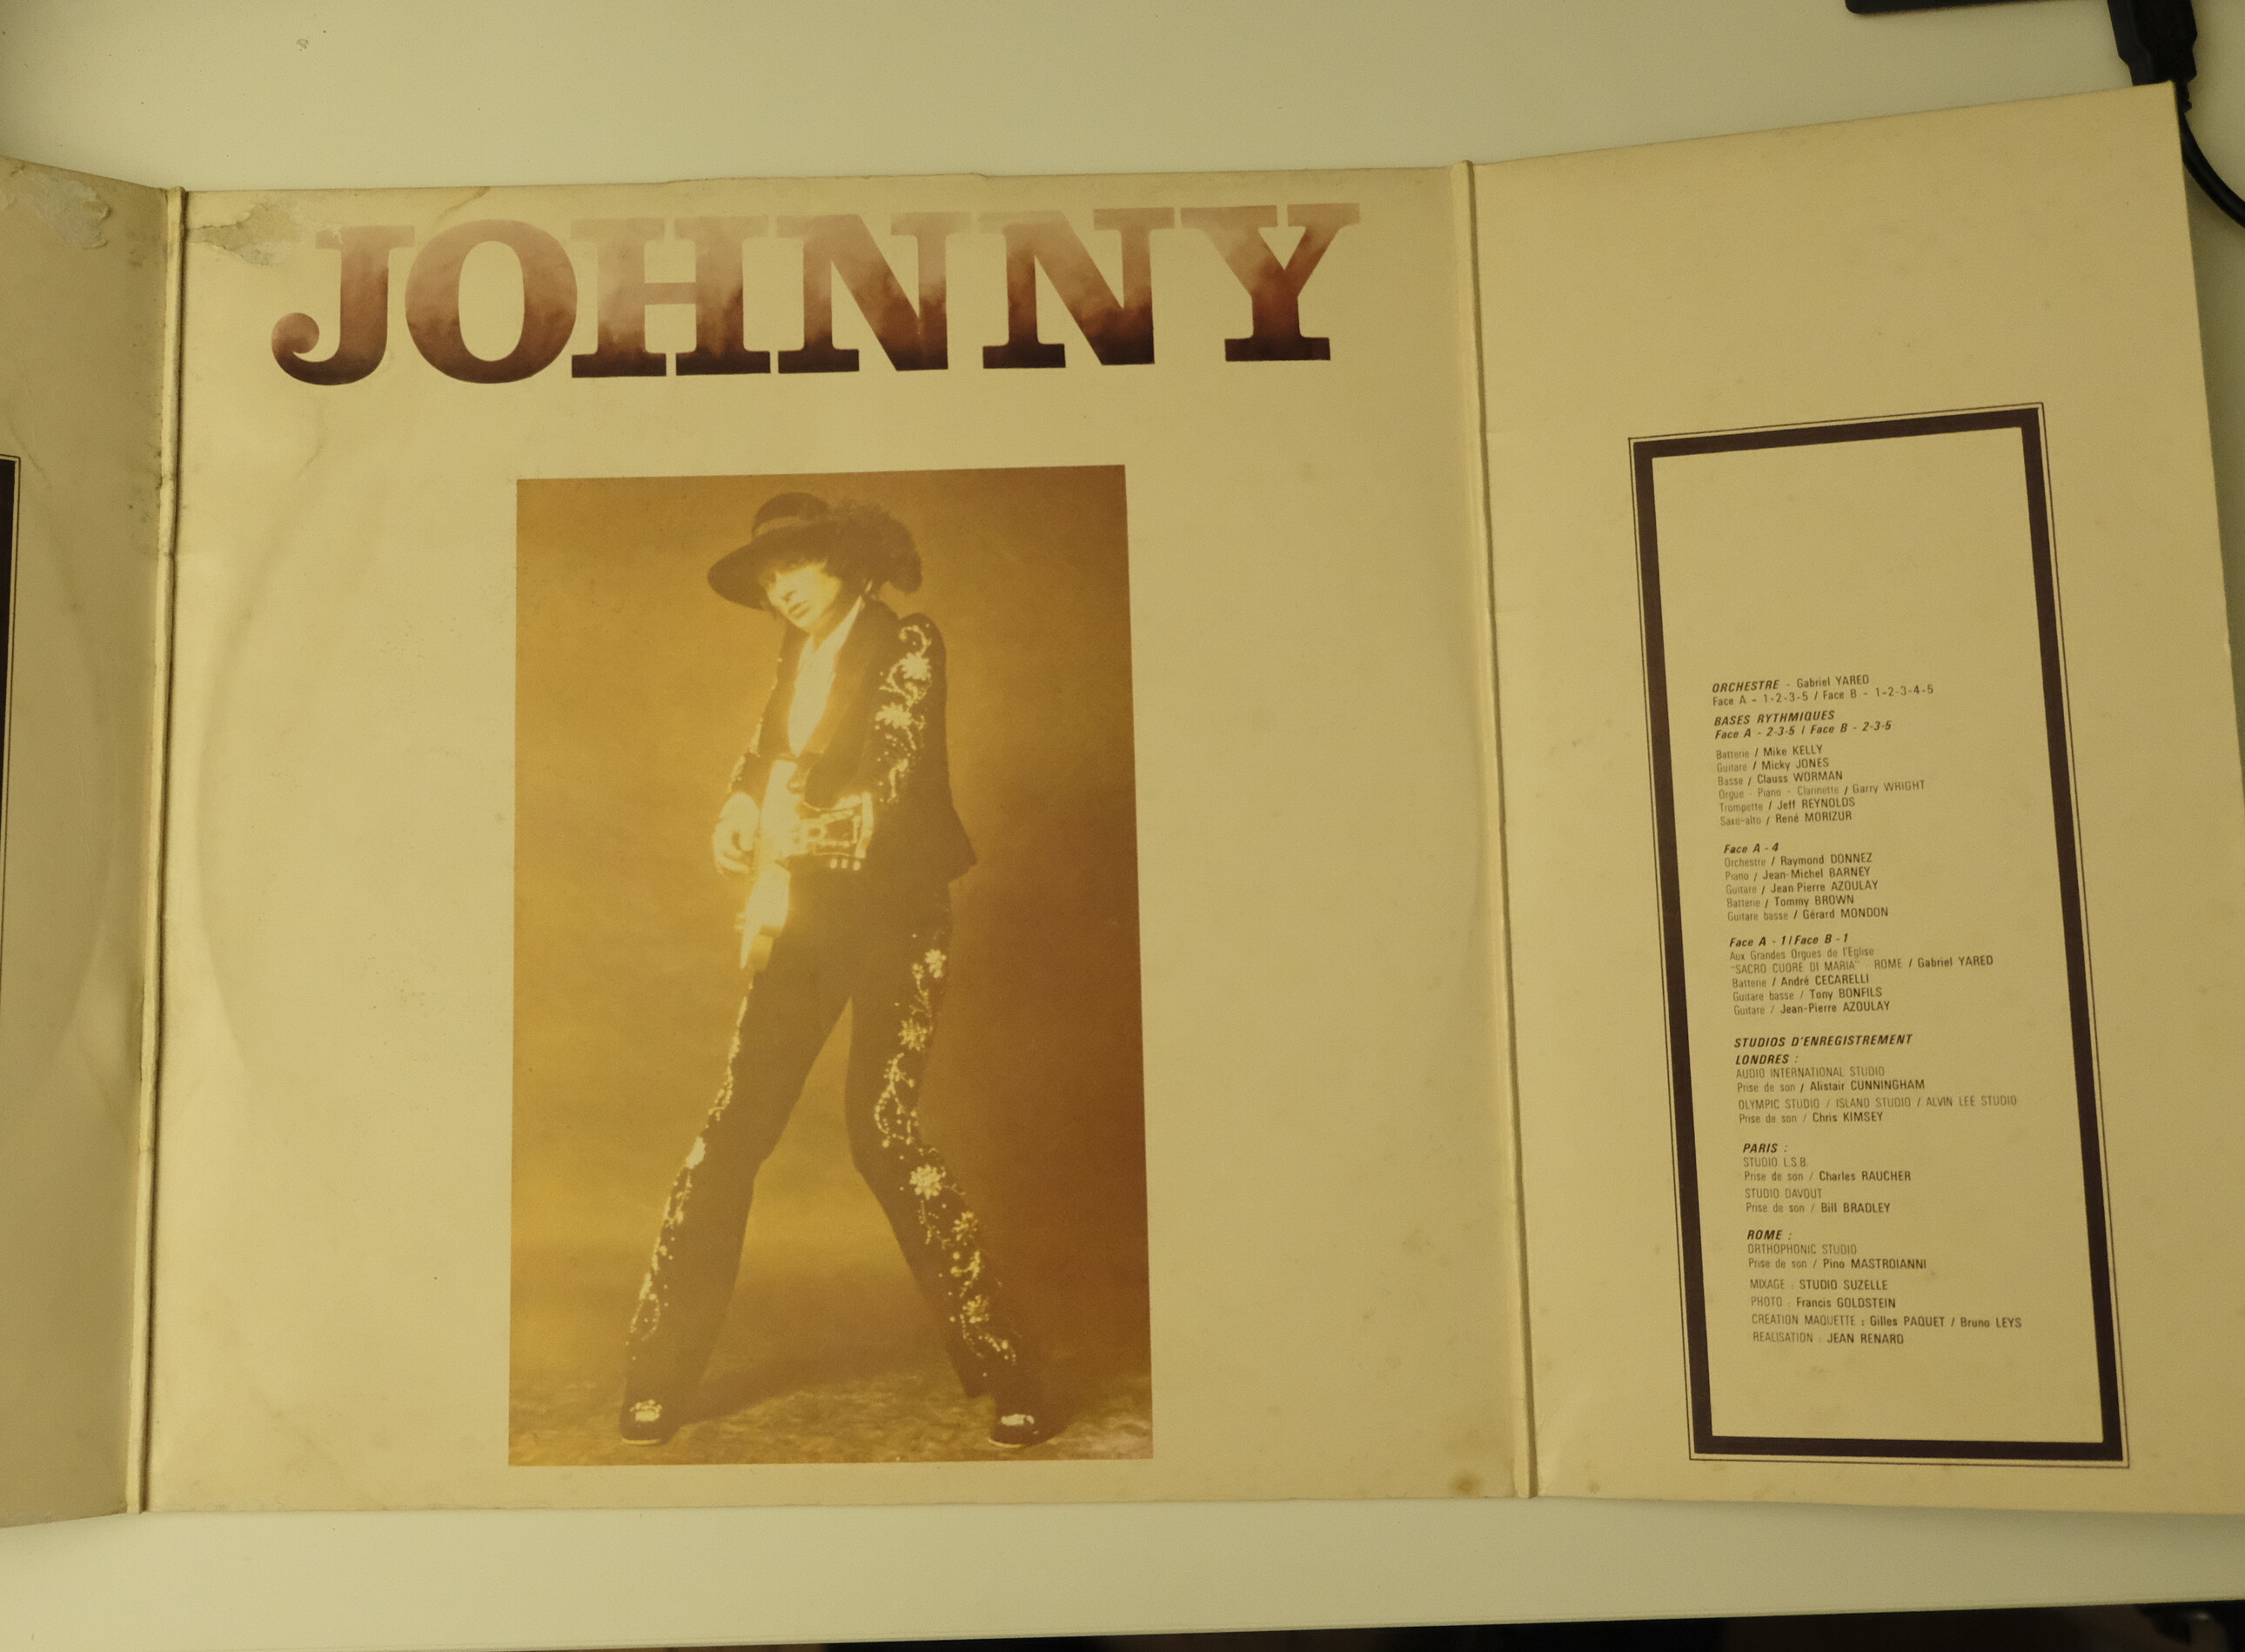 JOHNNY
ORCHESTRE - Gabriel YARED
Face A - 1-2-3-5 / Face B - 1-2-3-4-5
BASES RYTHMIQUES
Face A - 2-3-5 / Face B - 2-3-5
Batterie / Mike KELLY
Guitare / Micky JONES
Basse / Clauss WORMAN
Orgue - Piano - Clarinette / Garry WRIGHT
Trompette / Jeff REYNOLDS
Saxe-alto / René MORIZUR
Face A - 4
Orchestre / Raymond DONNEZ
Piano / Jean-Michel BARNEY
Guitare / Jean-Pierre AZOULAY
Batterie / Tommy BROWN
Guitare basse / Gérard MONDON
Face A - 1 / Face B - 1
Aux Grandes Orgues de l'Eglise
"SACRO CUORE DI MARIA" - ROME / Gabriel YARED
Batterie / André CECARELLI
Guitare basse / Tony BONFILS
Guitare / Jean-Pierre AZOULAY
STUDIOS D'ENREGISTREMENT
LONDRES :
AUDIO INTERNATIONAL STUDIO
Prise de son / Alistair CUNNINGHAM
OLYMPIC STUDIO / ISLAND STUDIO / ALVIN LEE STUDIO
Prise de son / Chris KIMSEY
PARIS :
STUDIO L.S.B.
Prise de son / Charles RAUCHER
STUDIO DAVOUT
Prise de son / Bill BRADLEY
ROME :
ORTHOPHONIC STUDIO
Prise de son / Pino MASTROIANNI
MIXAGE : STUDIO SUZELLE
PHOTO : Francis GOLDSTEIN
CREATION MAQUETTE : Gilles PAQUET / Bruno LEYS
REALISATION : JEAN RENARD